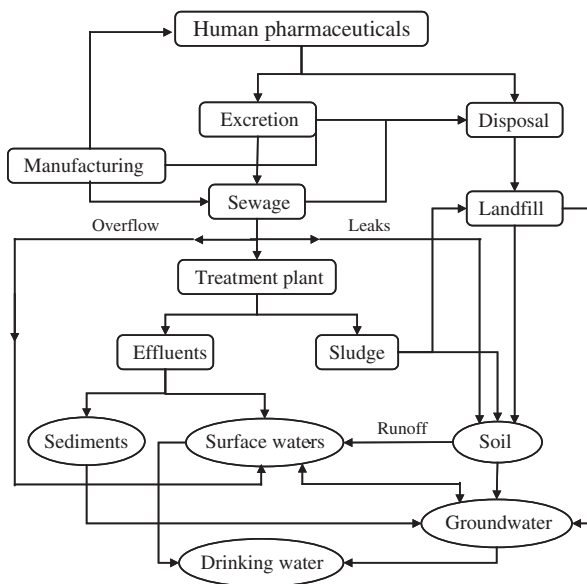 Human pharmaceuticals
Excretion
Disposal
Manufacturing
Sewage
Landfill
Overflow
Leaks
Treatment plant
Effluents
Sludge
Sediments
Surface waters
Runoff
Soil
Groundwater
Drinking water